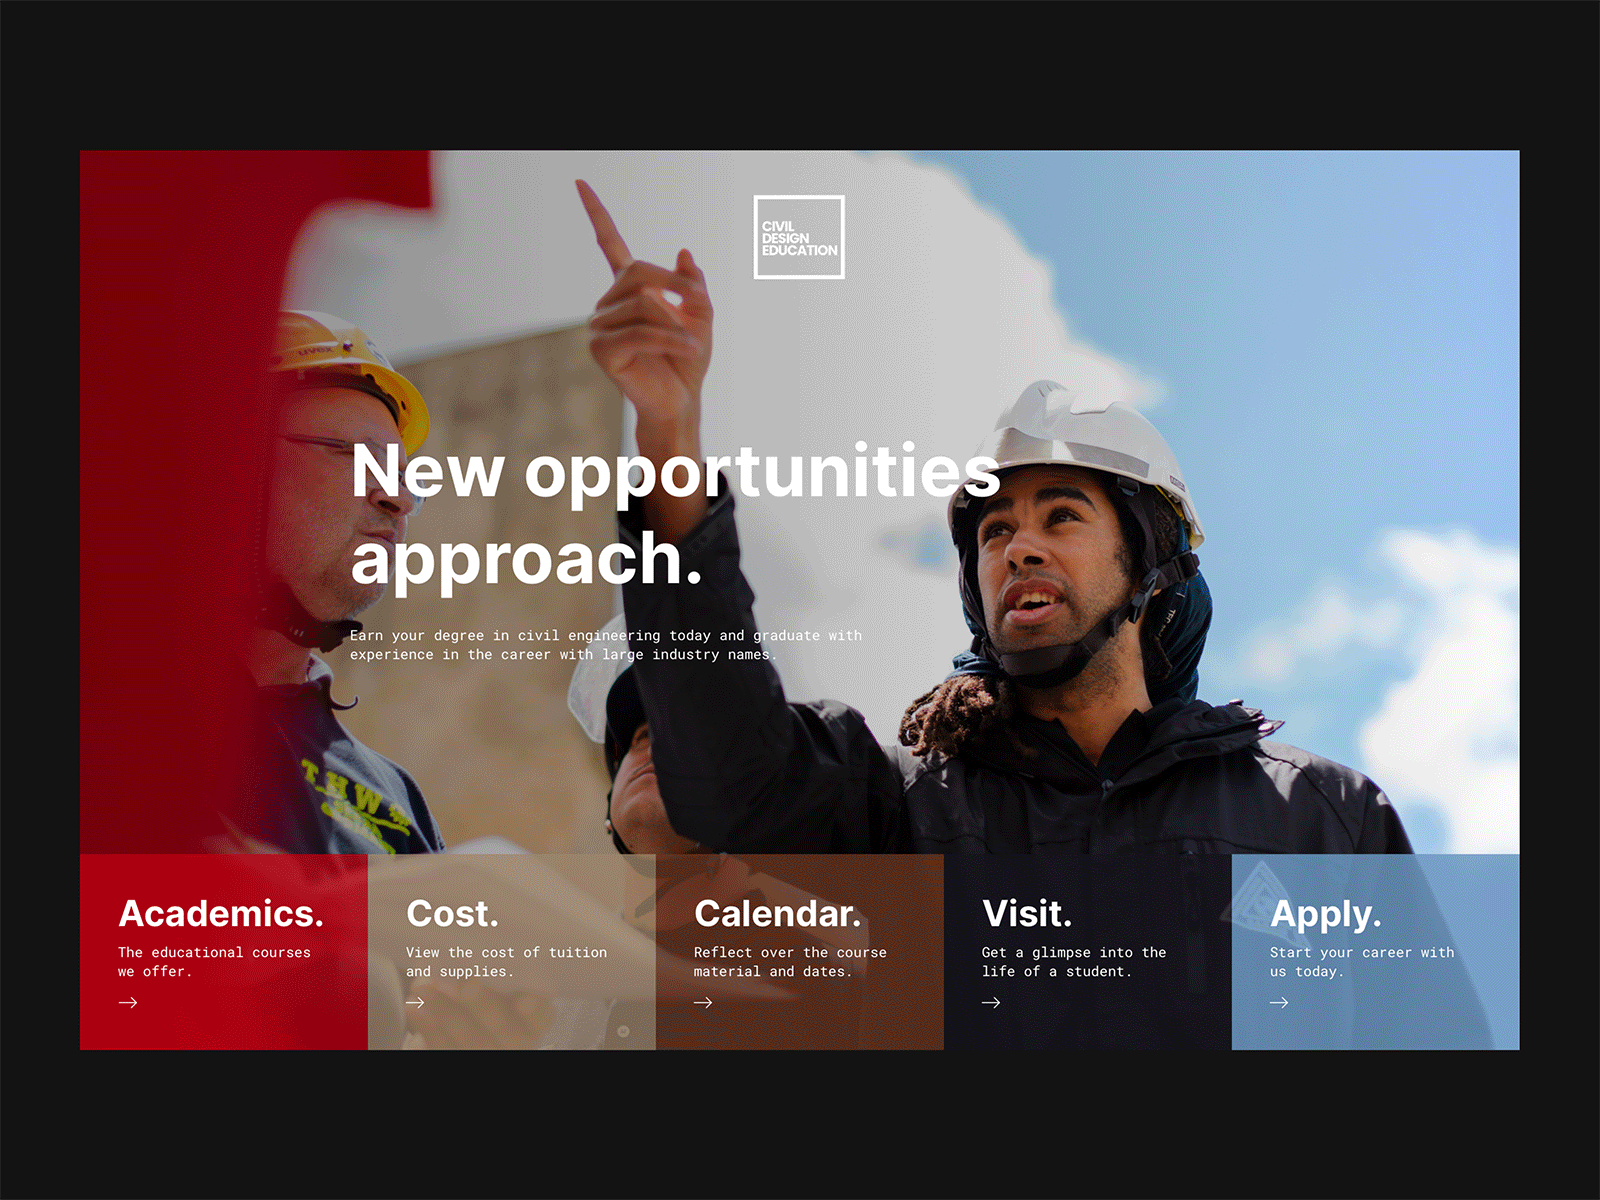 CIVIL
DESIGN
EDUCATION
uvex
New opportunities
approach.
Earn your degree in civil engineering today and graduate with
experience in the career with large industry names.
T.H.W
Academics.
The educational courses
we offer.
Cost.
View the cost of tuition
and supplies.
Calendar.
Reflect over the course
material and dates.
Visit.
Get a glimpse into the
life of a student.
Apply.
Start your career with
us today.